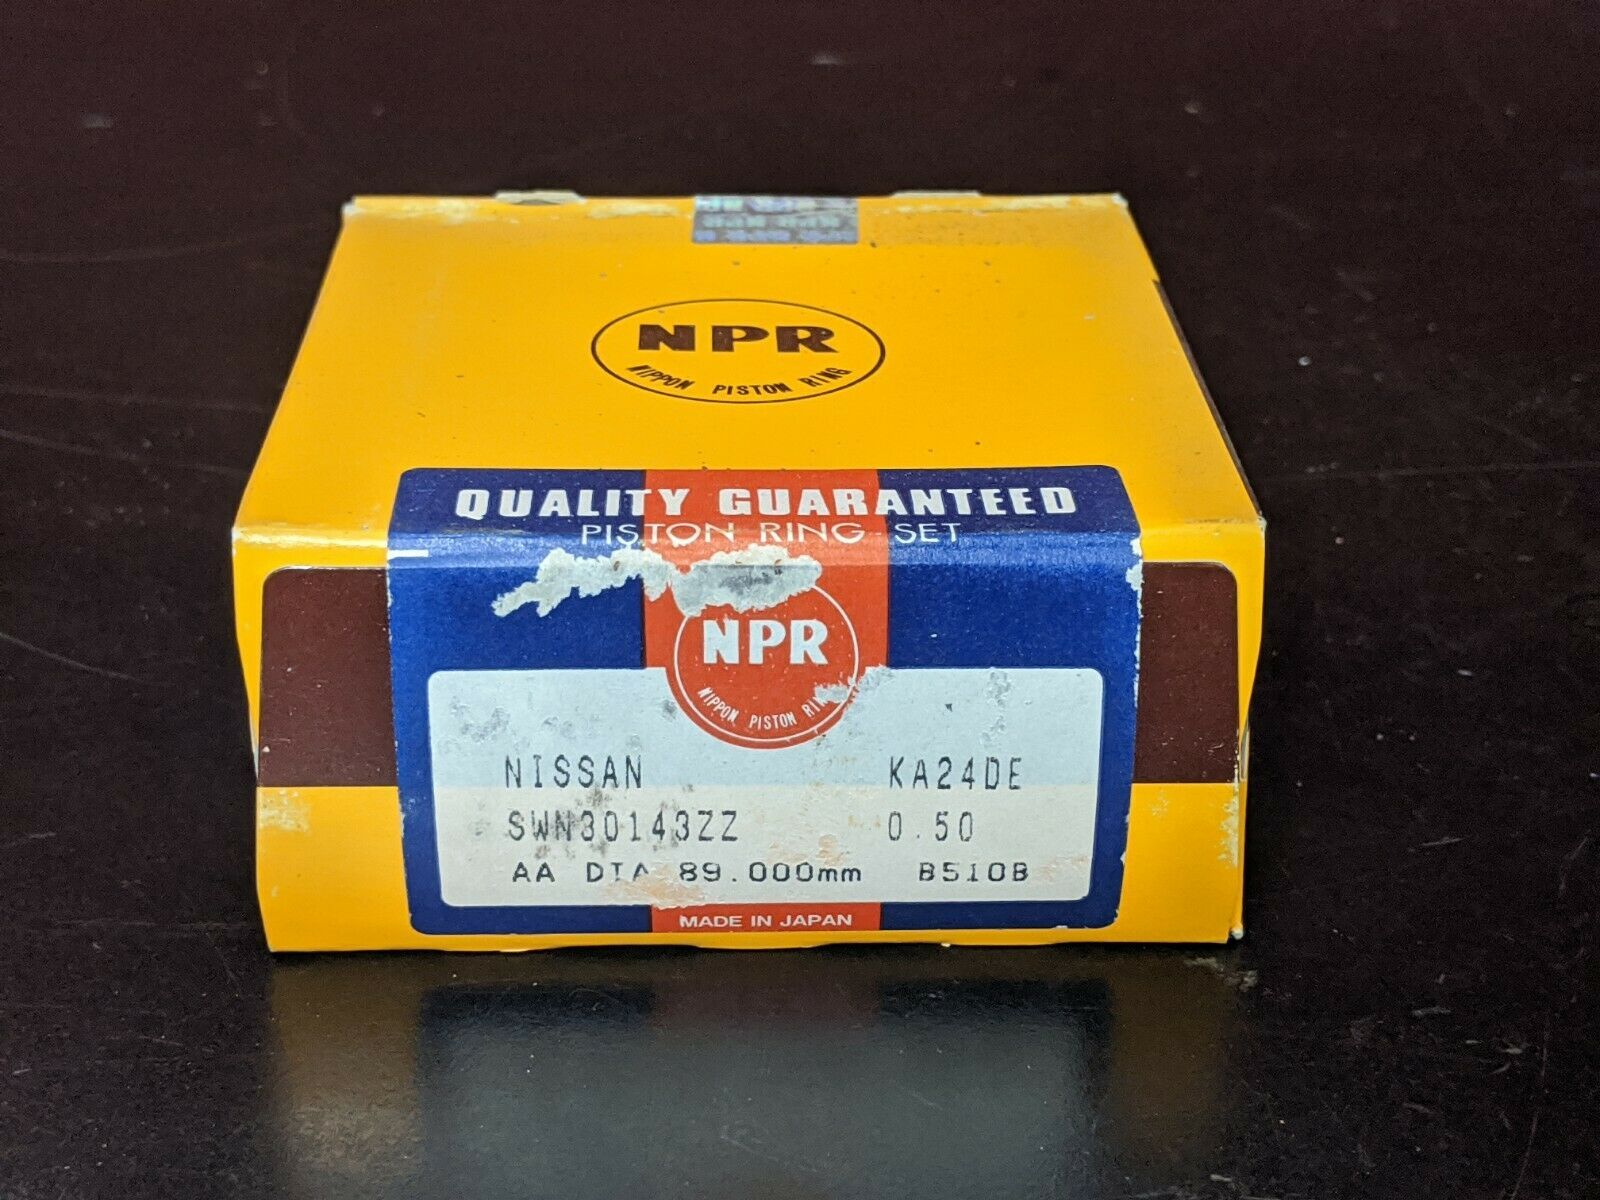 NPR
NIPPON PISTON RING
QUALITY GUARANTEED
PISTON RING SET
NPR
NIPPON PISTON RIN
NISSAN KA24DE
SWN30143ZZ 0.50
AA DIA 89.000mm B510B
MADE IN JAPAN